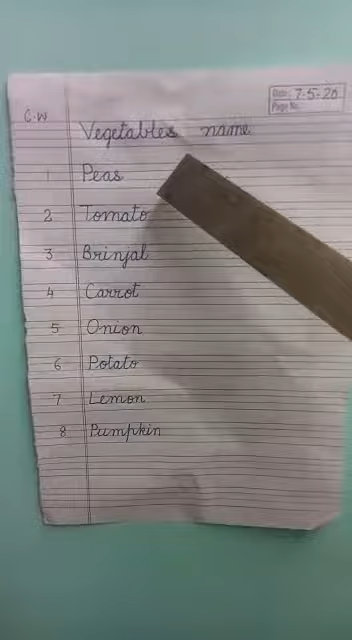 Date: 7-5-20
Page No.
C.W
Vegetables name
1 Peas
2 Tomato
3 Brinjal
4 Carrot
5 Onion
6 Potato
7 Lemon
8 Pumpkin